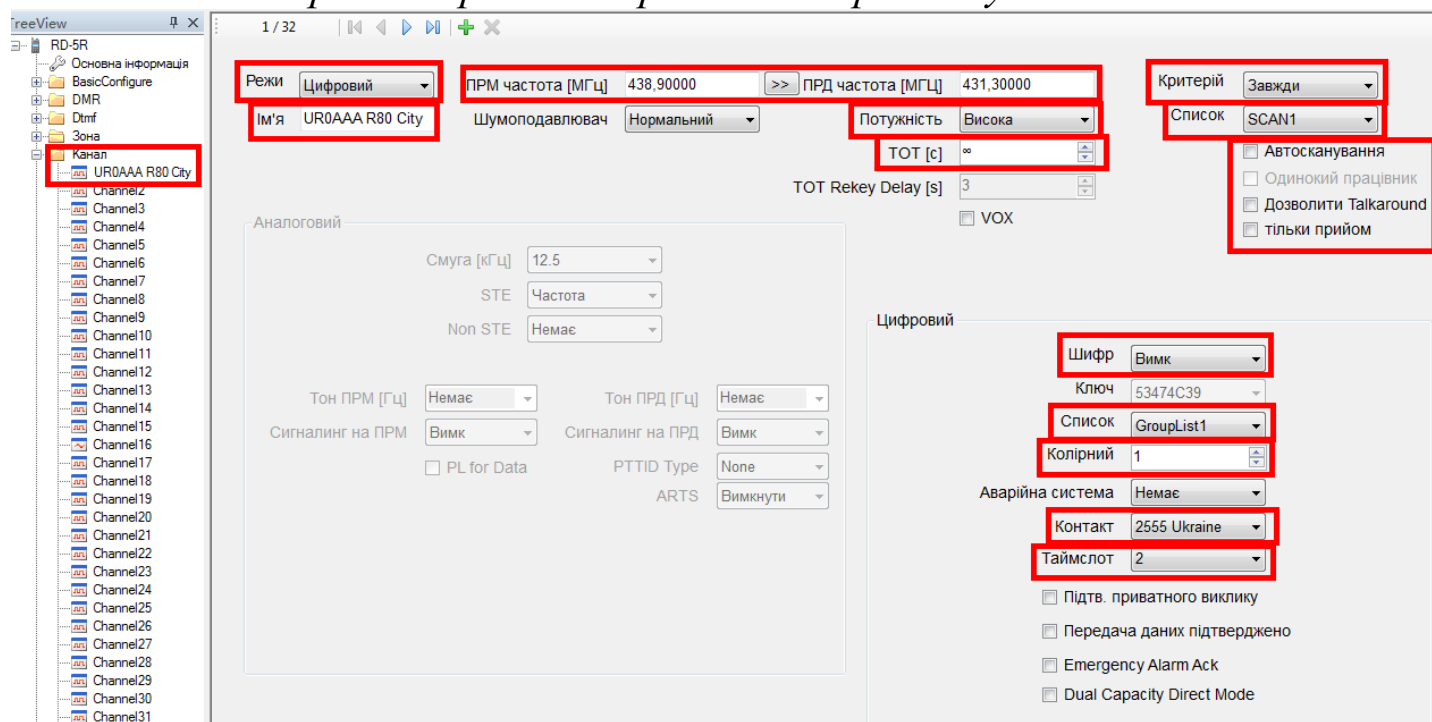 TreeView
RD-5R
Основна інформація
BasicConfigure
DMR
Dtmf
Зона
Канал
UR0AAA R80 City
Channel2
Channel3
Channel4
Channel5
Channel6
Channel7
Channel8
Channel9
Channel10
Channel11
Channel12
Channel13
Channel14
Channel15
Channel16
Channel17
Channel18
Channel19
Channel20
Channel21
Channel22
Channel23
Channel24
Channel25
Channel26
Channel27
Channel28
Channel29
Channel30
Channel31
1 / 32
Режи Цифровий ПРМ частота [МГц] 438,90000 >> ПРД частота [МГЦ] 431,30000 Критерій Завжди
Ім'я UR0AAA R80 City Шумоподавлювач Нормальний Потужність Висока Список SCAN1
TOT [с] ∞ Автосканування
TOT Rekey Delay [s] 3 Одинокий працівник
VOX Дозволити Talkaround
тільки прийом
Аналоговий
Смуга [кГц] 12.5
STE Частота
Non STE Немає
Тон ПРМ [Гц] Немає Тон ПРД [Гц] Немає
Сигналинг на ПРМ Вимк Сигналинг на ПРД Вимк
PL for Data PTTID Type None
ARTS Вимкнути
Цифровий
Шифр Вимк
Ключ 53474C39
Список GroupList1
Колірний 1
Аварійна система Немає
Контакт 2555 Ukraine
Таймслот 2
Підтв. приватного виклику
Передача даних підтверджено
Emergency Alarm Ack
Dual Capacity Direct Mode